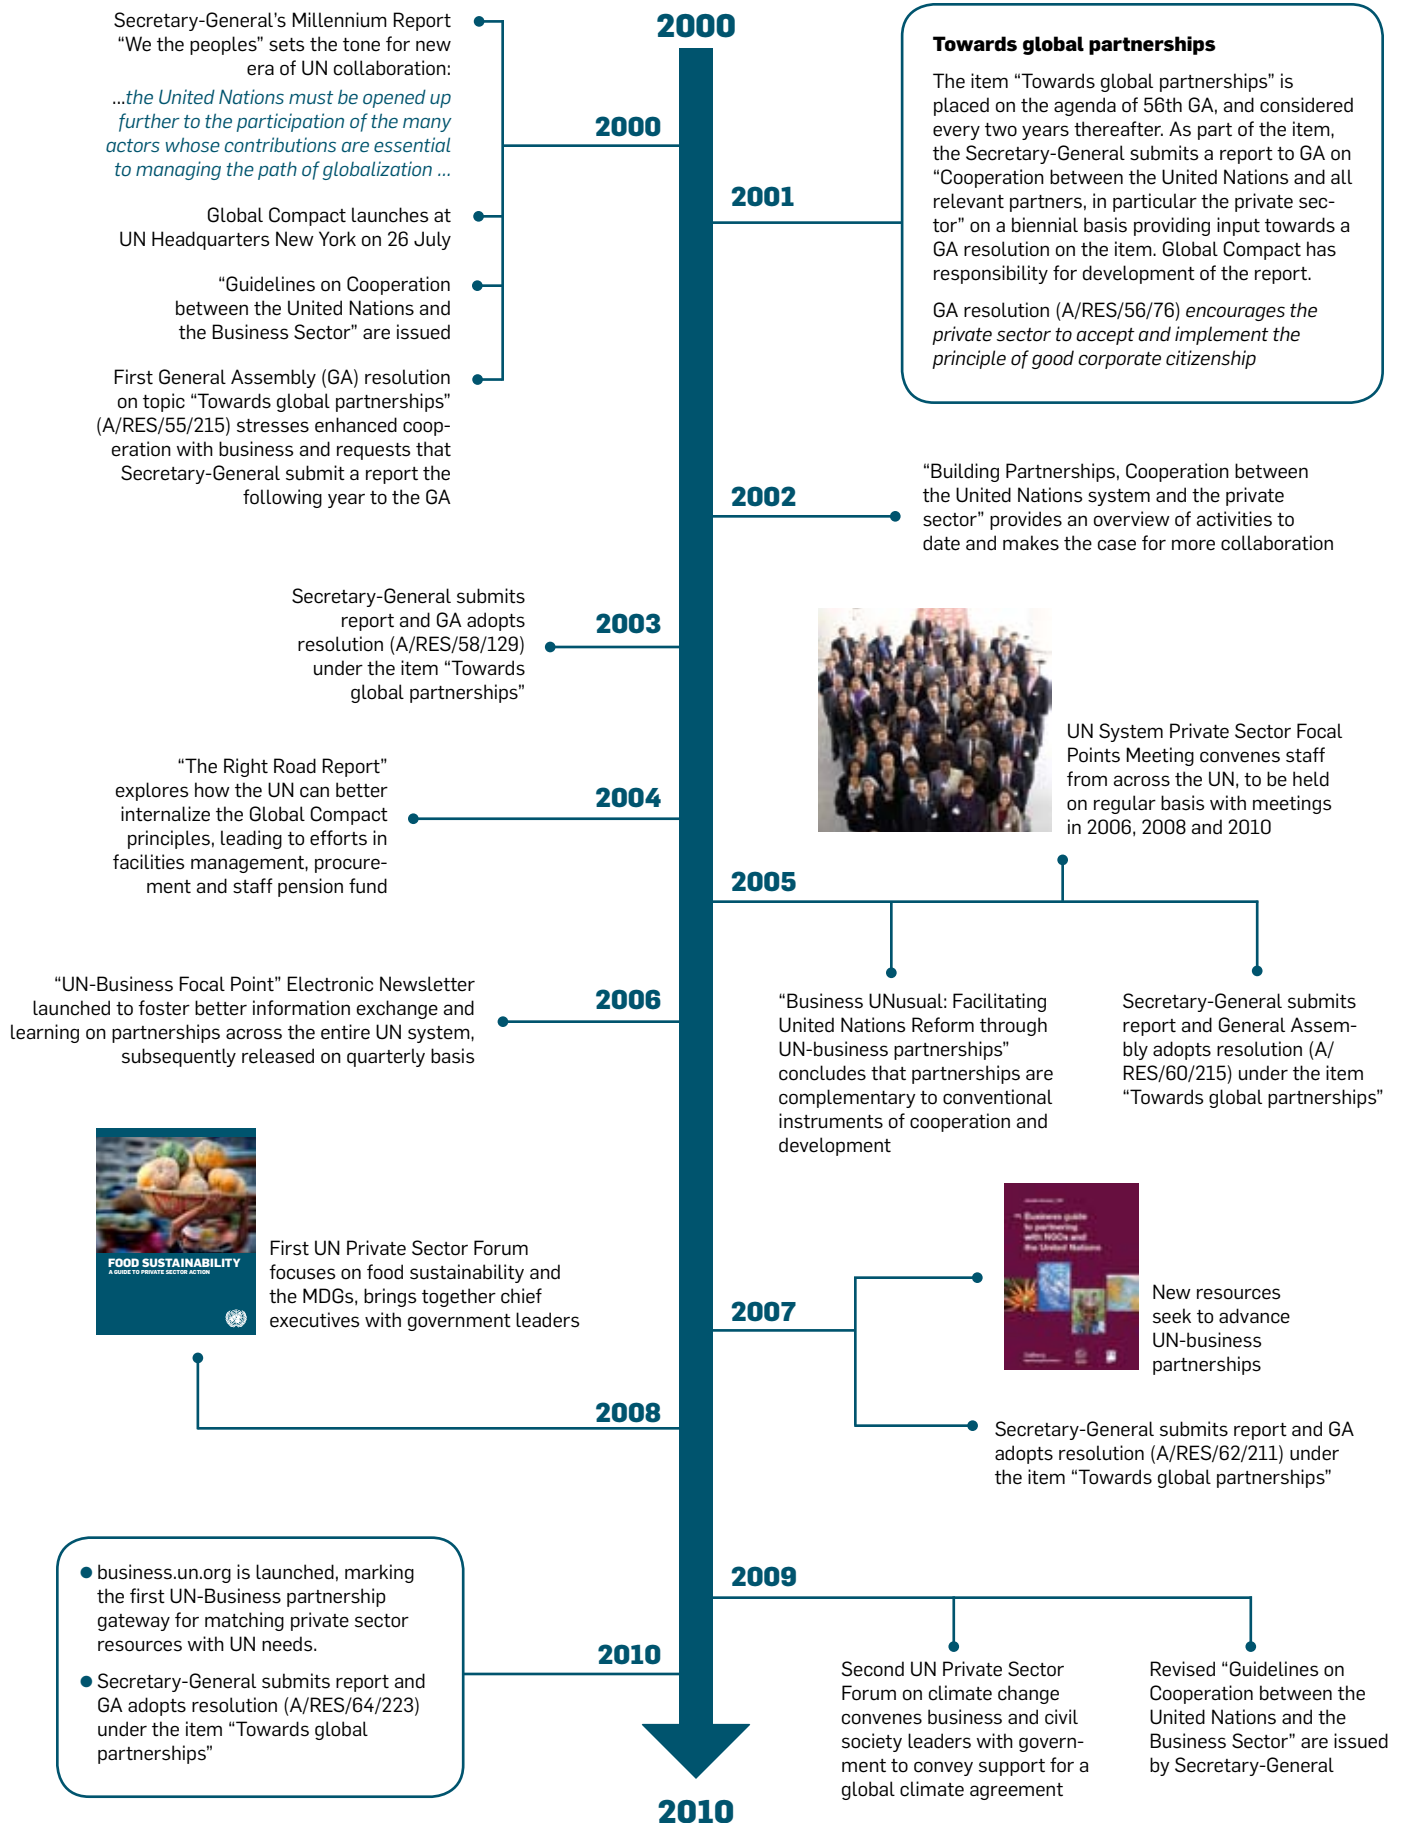 2000
Secretary-General’s Millennium Report
“We the peoples” sets the tone for new
era of UN collaboration:
...the United Nations must be opened up
further to the participation of the many
actors whose contributions are essential
to managing the path of globalization ...
Global Compact launches at
UN Headquarters New York on 26 July
“Guidelines on Cooperation
between the United Nations and
the Business Sector” are issued
First General Assembly (GA) resolution
on topic “Towards global partnerships”
(A/RES/55/215) stresses enhanced coop-
eration with business and requests that
Secretary-General submit a report the
following year to the GA
2000
Towards global partnerships
The item “Towards global partnerships” is
placed on the agenda of 56th GA, and considered
every two years thereafter. As part of the item,
the Secretary-General submits a report to GA on
“Cooperation between the United Nations and all
relevant partners, in particular the private sec-
tor” on a biennial basis providing input towards a
GA resolution on the item. Global Compact has
responsibility for development of the report.
GA resolution (A/RES/56/76) encourages the
private sector to accept and implement the
principle of good corporate citizenship
2001
2002
“Building Partnerships, Cooperation between
the United Nations system and the private
sector” provides an overview of activities to
date and makes the case for more collaboration
Secretary-General submits
report and GA adopts
resolution (A/RES/58/129)
under the item “Towards
global partnerships”
2003
“The Right Road Report”
explores how the UN can better
internalize the Global Compact
principles, leading to efforts in
facilities management, procure-
ment and staff pension fund
2004
UN System Private Sector Focal
Points Meeting convenes staff
from across the UN, to be held
on regular basis with meetings
in 2006, 2008 and 2010
2005
“Business UNusual: Facilitating
United Nations Reform through
UN-business partnerships”
concludes that partnerships are
complementary to conventional
instruments of cooperation and
development
Secretary-General submits
report and General Assem-
bly adopts resolution (A/
RES/60/215) under the item
“Towards global partnerships”
“UN-Business Focal Point” Electronic Newsletter
launched to foster better information exchange and
learning on partnerships across the entire UN system,
subsequently released on quarterly basis
2006
FOOD SUSTAINABILITY
A GUIDE TO PRIVATE SECTOR ACTION
First UN Private Sector Forum
focuses on food sustainability and
the MDGs, brings together chief
executives with government leaders
2008
2007
Business guide
to partnering
with NGOs and
the United Nations
New resources
seek to advance
UN-business
partnerships
Secretary-General submits report and GA
adopts resolution (A/RES/62/211) under
the item “Towards global partnerships”
2009
Second UN Private Sector
Forum on climate change
convenes business and civil
society leaders with govern-
ment to convey support for a
global climate agreement
Revised “Guidelines on
Cooperation between the
United Nations and the
Business Sector” are issued
by Secretary-General
business.un.org is launched, marking
the first UN-Business partnership
gateway for matching private sector
resources with UN needs.
Secretary-General submits report and
GA adopts resolution (A/RES/64/223)
under the item “Towards global
partnerships”
2010
2010